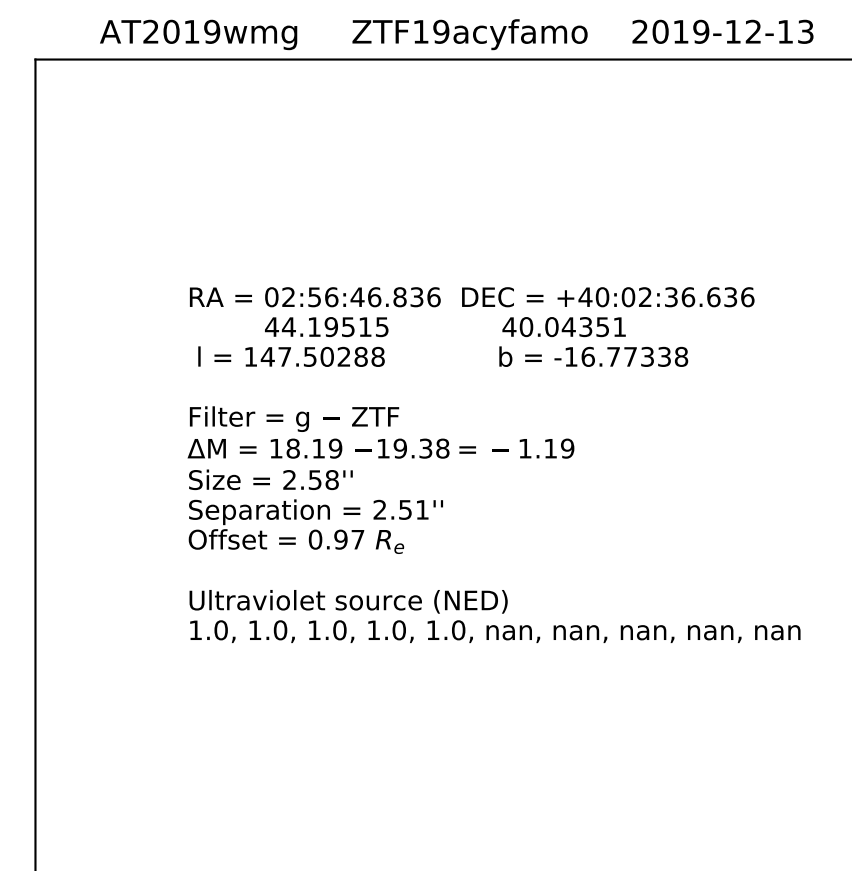 AT2019wmg ZTF19acyfamo 2019-12-13
RA = 02:56:46.836 DEC = +40:02:36.636
44.19515 40.04351
l = 147.50288 b = -16.77338
Filter = g − ZTF
ΔM = 18.19 −19.38 = − 1.19
Size = 2.58''
Separation = 2.51''
Offset = 0.97 Re
Ultraviolet source (NED)
1.0, 1.0, 1.0, 1.0, 1.0, nan, nan, nan, nan, nan